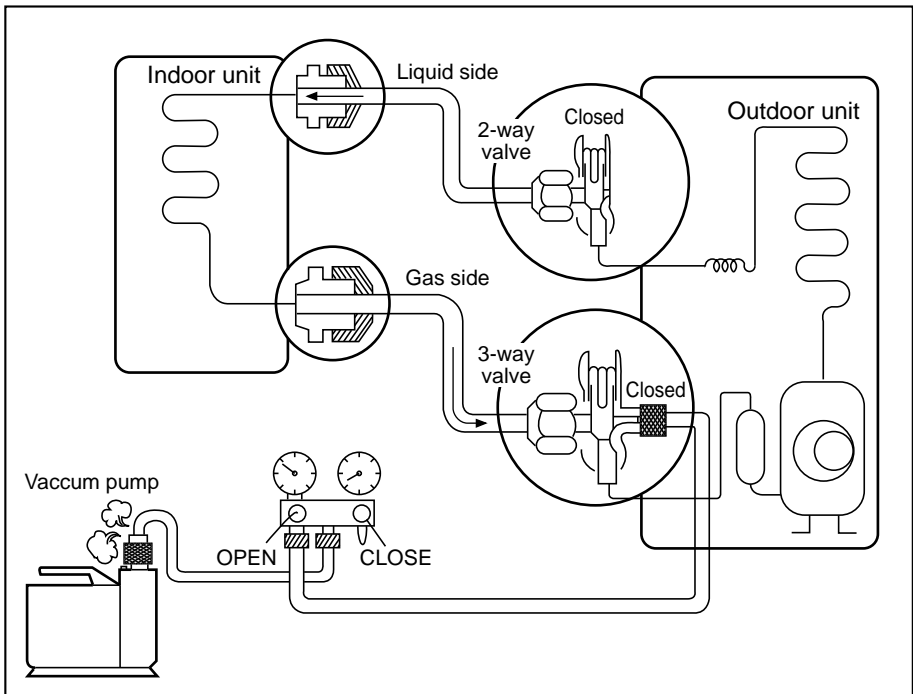 Indoor unit
Liquid side
2-way
valve
Closed
Outdoor unit
Gas side
3-way
valve
Closed
Vaccum pump
OPEN
CLOSE